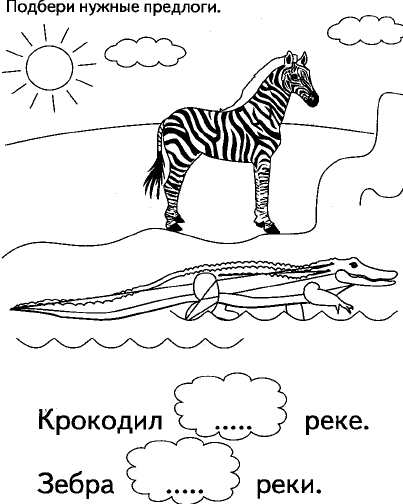 Подбери нужные предлоги.
Крокодил ..... реке.
Зебра ..... реки.